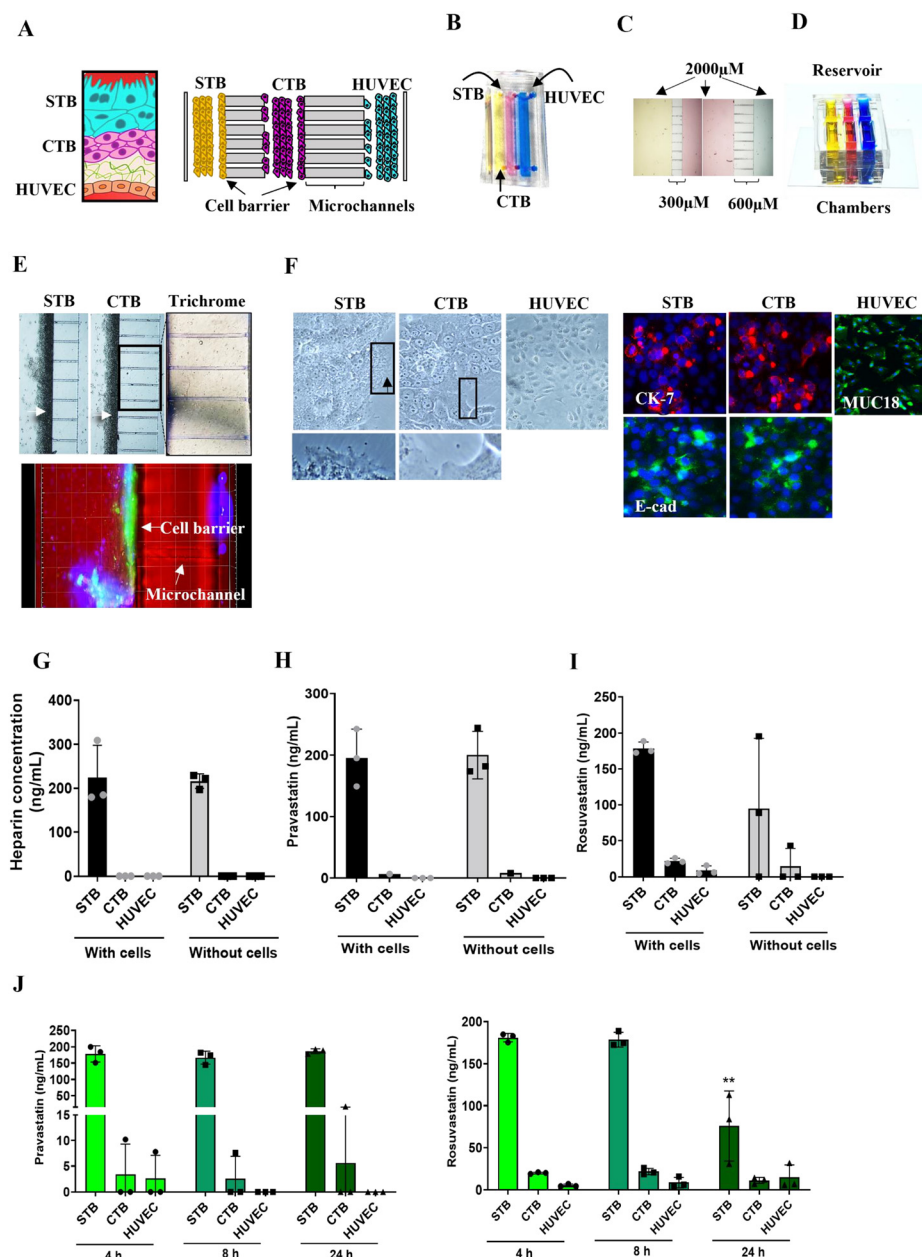 A
STB
CTB
HUVEC
STB
CTB
HUVEC
Cell barrier
Microchannels
B
STB
HUVEC
CTB
C
2000µM
300µM
600µM
D
Reservoir
Chambers
E
STB
CTB
Trichrome
Cell barrier
Microchannel
F
STB
CTB
HUVEC
STB
CTB
HUVEC
CK-7
MUC18
E-cad
G
Heparin concentration
(ng/mL)
400
300
200
100
0
STB
CTB
HUVEC
STB
CTB
HUVEC
With cells
Without cells
H
Pravastatin (ng/mL)
300
200
100
0
STB
CTB
HUVEC
STB
CTB
HUVEC
With cells
Without cells
I
Rosuvastatin (ng/mL)
200
150
100
50
0
STB
CTB
HUVEC
STB
CTB
HUVEC
With cells
Without cells
J
Pravastatin (ng/mL)
300
250
200
150
100
15
10
5
0
STB
CTB
HUVEC
STB
CTB
HUVEC
STB
CTB
HUVEC
4 h
8 h
24 h
Rosuvastatin (ng/mL)
200
150
100
50
0
**
STB
CTB
HUVEC
STB
CTB
HUVEC
STB
CTB
HUVEC
4 h
8 h
24 h